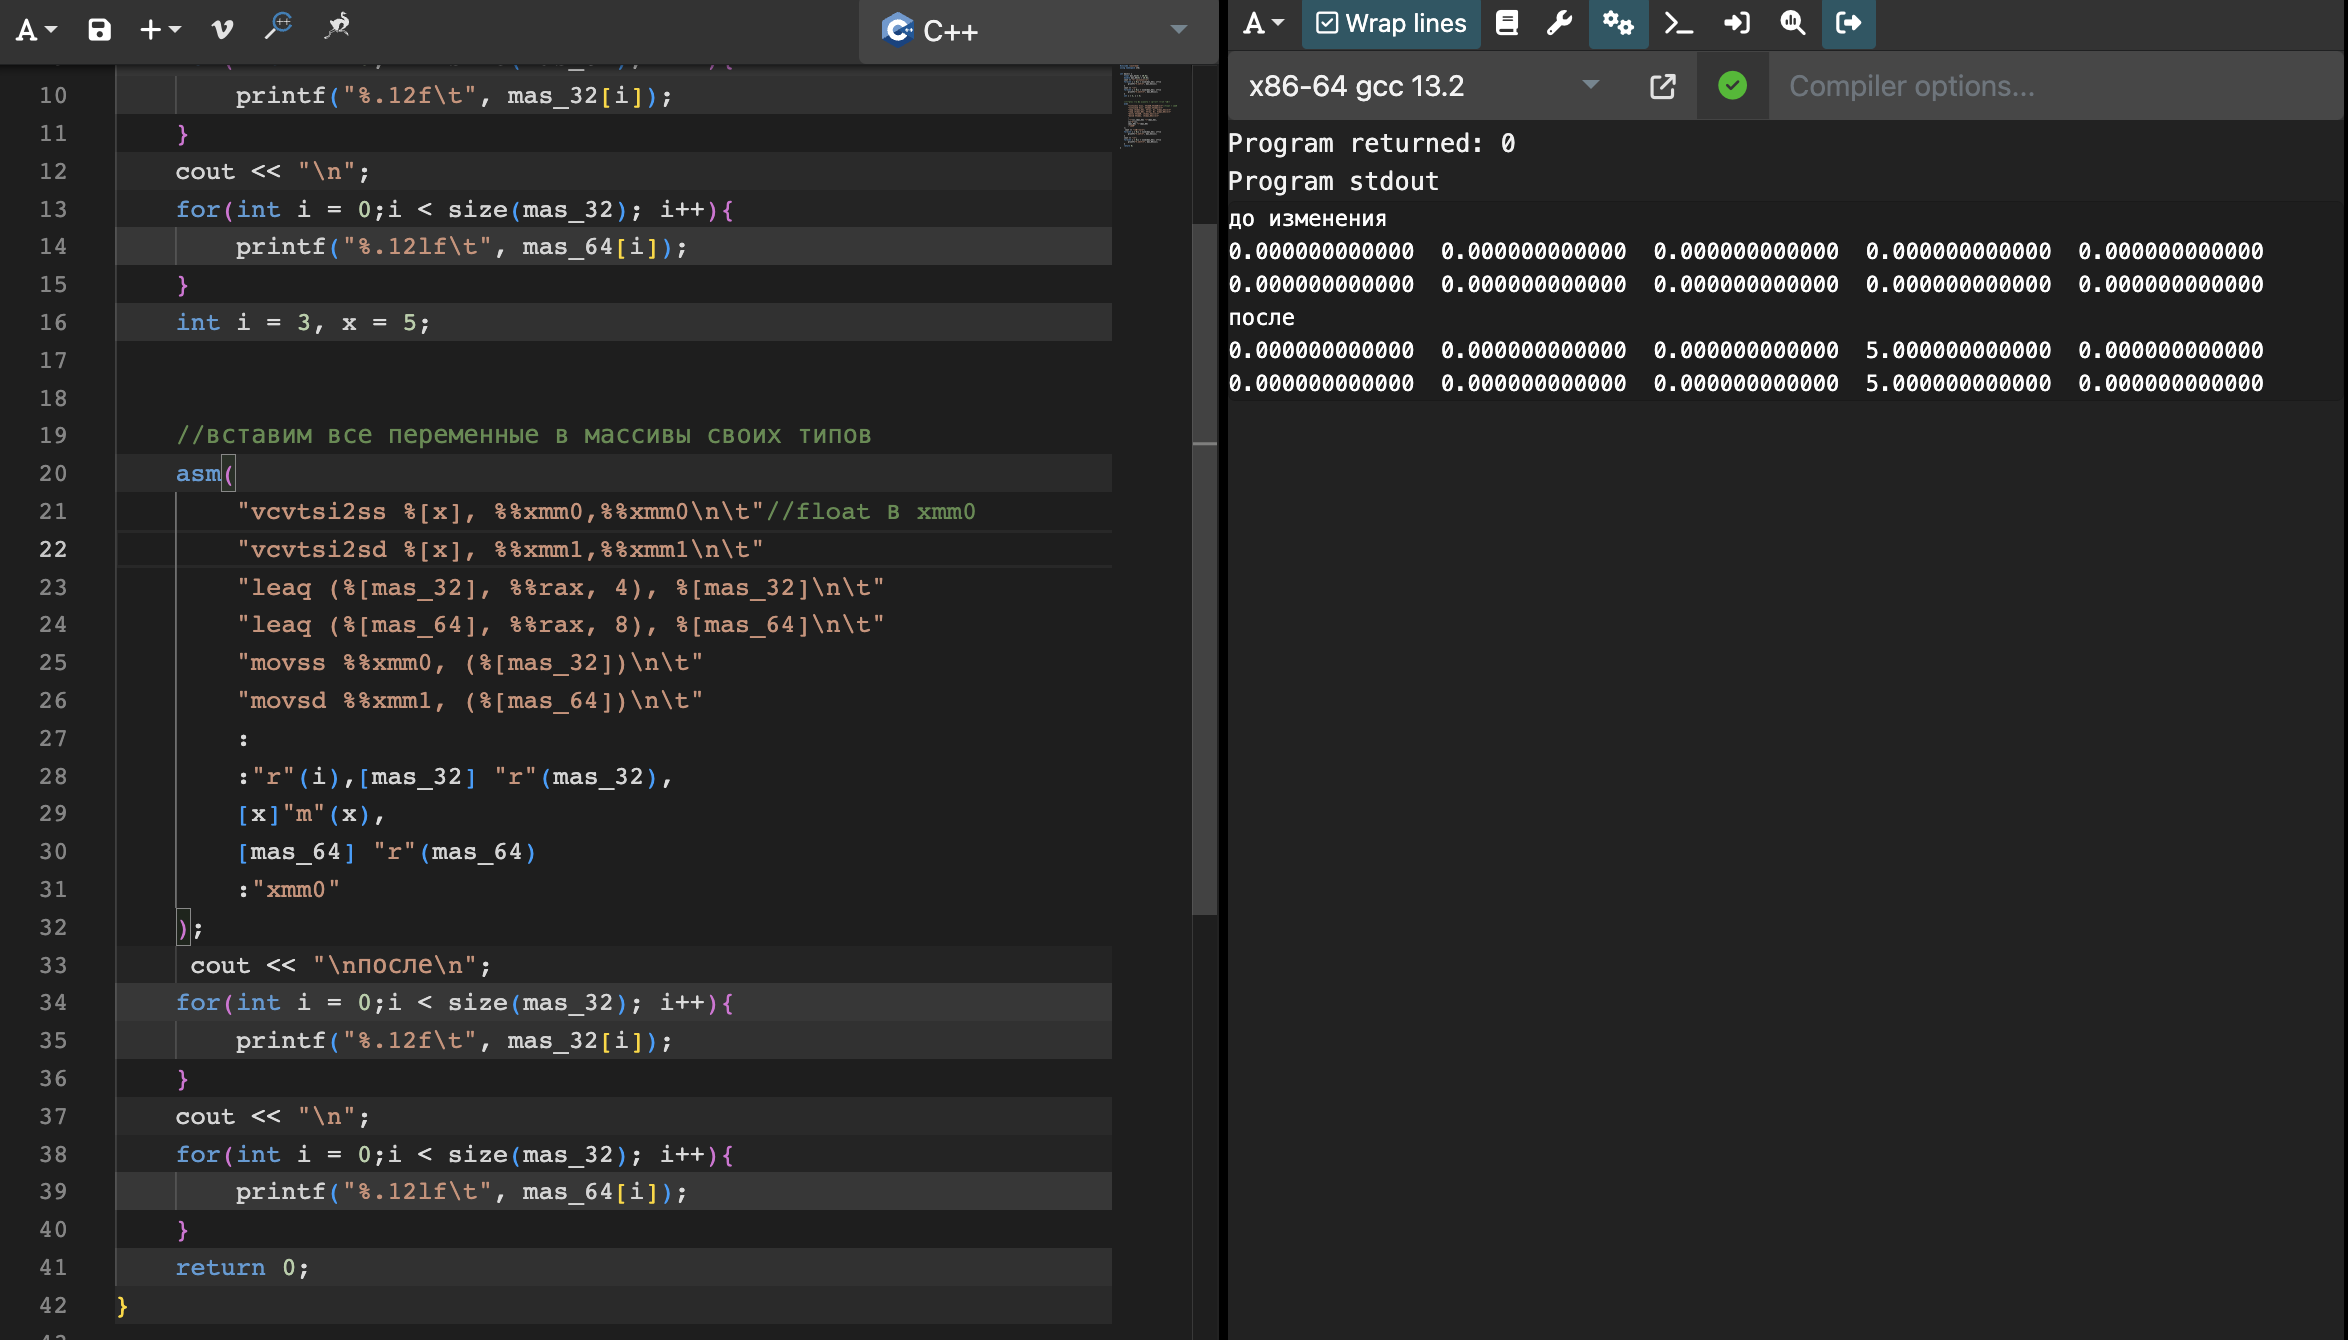 A C++
10 printf("%.12f\t", mas_32[i]);
11 }
12 cout << "\n";
13 for(int i = 0;i < size(mas_32); i++){
14 printf("%.12lf\t", mas_64[i]);
15 }
16 int i = 3, x = 5;
17
18
19 //вставим все переменные в массивы своих типов
20 asm(
21 "vcvtsi2ss %[x], %%xmm0,%%xmm0\n\t"//float в xmm0
22 "vcvtsi2sd %[x], %%xmm1,%%xmm1\n\t"
23 "leaq (%[mas_32], %%rax, 4), %[mas_32]\n\t"
24 "leaq (%[mas_64], %%rax, 8), %[mas_64]\n\t"
25 "movss %%xmm0, (%[mas_32])\n\t"
26 "movsd %%xmm1, (%[mas_64])\n\t"
27 :
28 :"r"(i),[mas_32] "r"(mas_32),
29 [x]"m"(x),
30 [mas_64] "r"(mas_64)
31 :"xmm0"
32 );
33 cout << "\nпосле\n";
34 for(int i = 0;i < size(mas_32); i++){
35 printf("%.12f\t", mas_32[i]);
36 }
37 cout << "\n";
38 for(int i = 0;i < size(mas_32); i++){
39 printf("%.12lf\t", mas_64[i]);
40 }
41 return 0;
42 }
A Wrap lines
x86-64 gcc 13.2 Compiler options...
Program returned: 0
Program stdout
до изменения
0.000000000000 0.000000000000 0.000000000000 0.000000000000 0.000000000000
0.000000000000 0.000000000000 0.000000000000 0.000000000000 0.000000000000
после
0.000000000000 0.000000000000 0.000000000000 5.000000000000 0.000000000000
0.000000000000 0.000000000000 0.000000000000 5.000000000000 0.000000000000